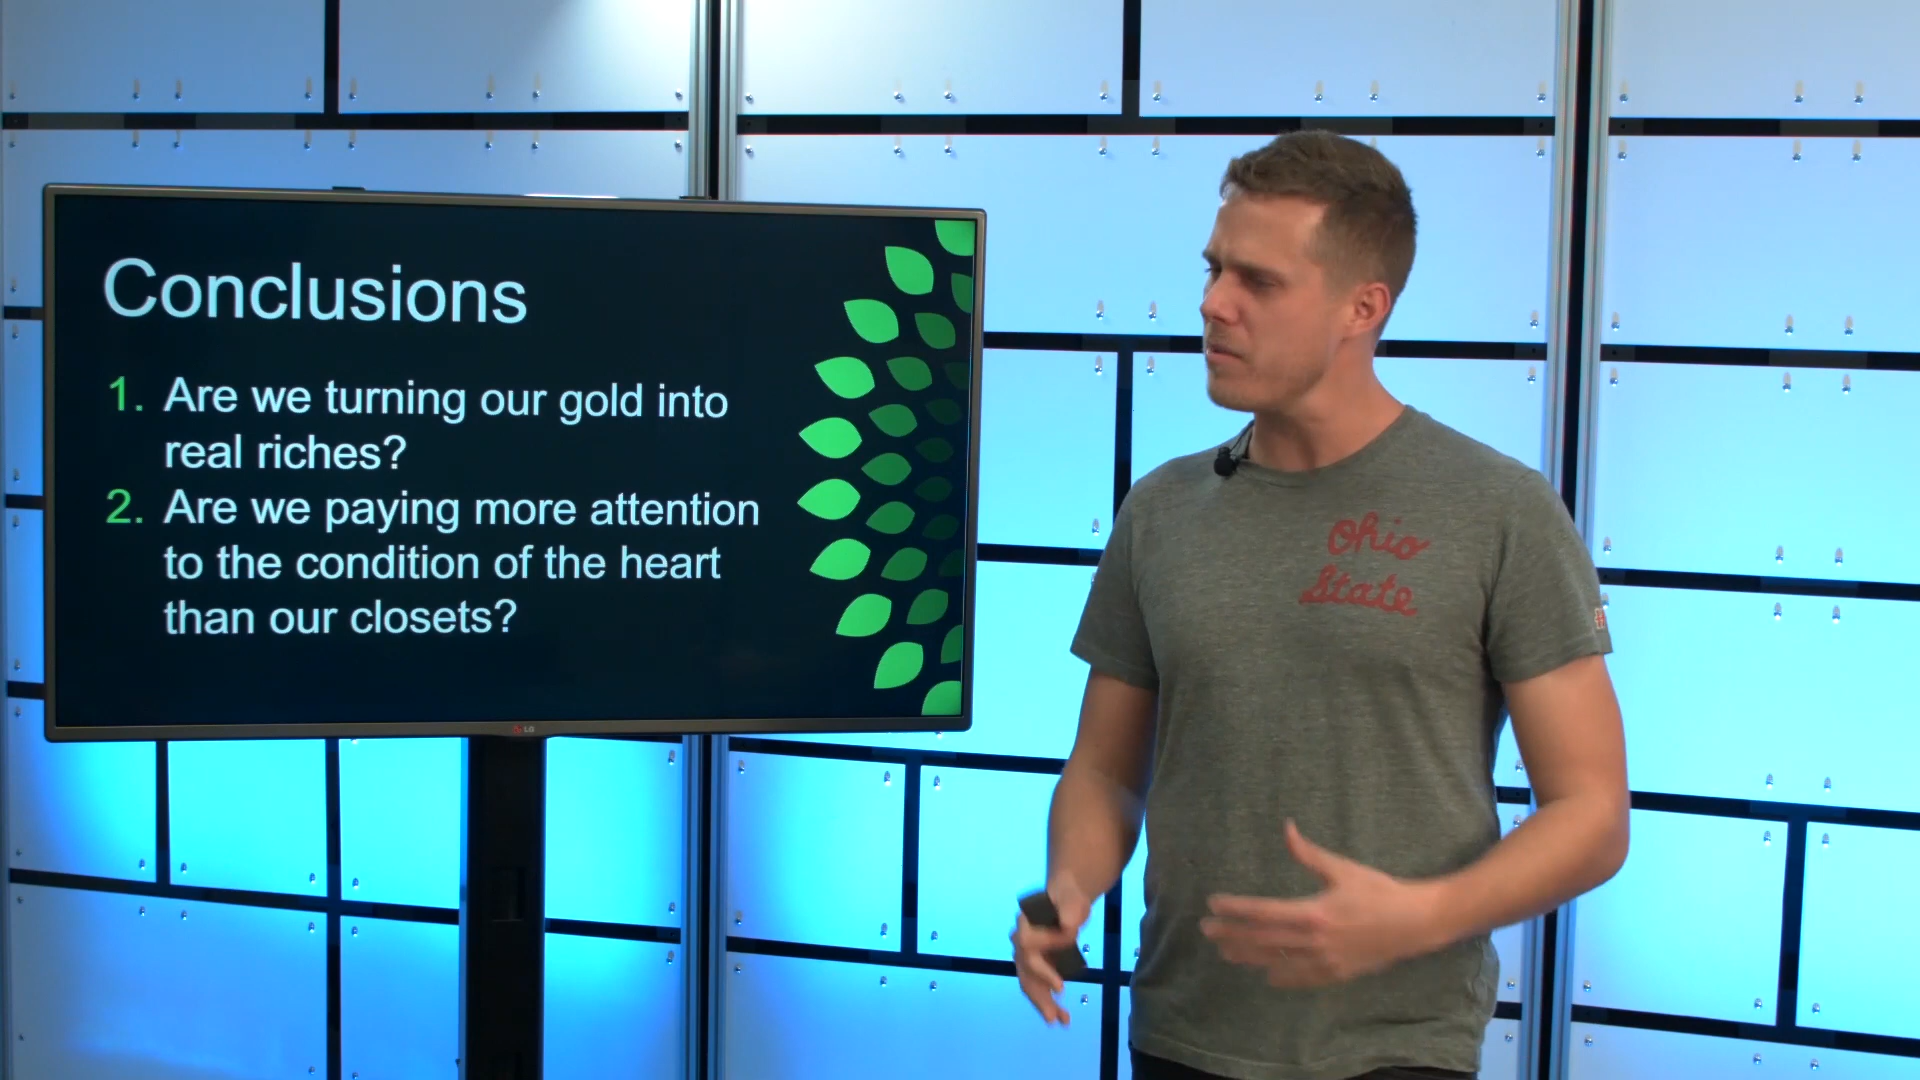 Conclusions
1. Are we turning our gold into
real riches?
2. Are we paying more attention
to the condition of the heart
than our closets?
LG
Ohio
State